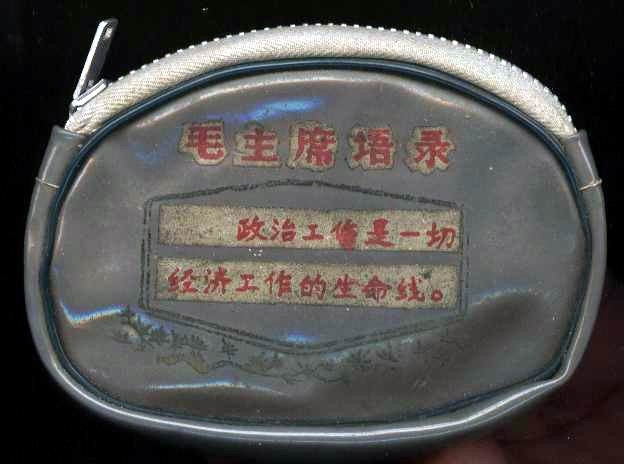 毛主席语录
政治工作是一切
经济工作的生命线。